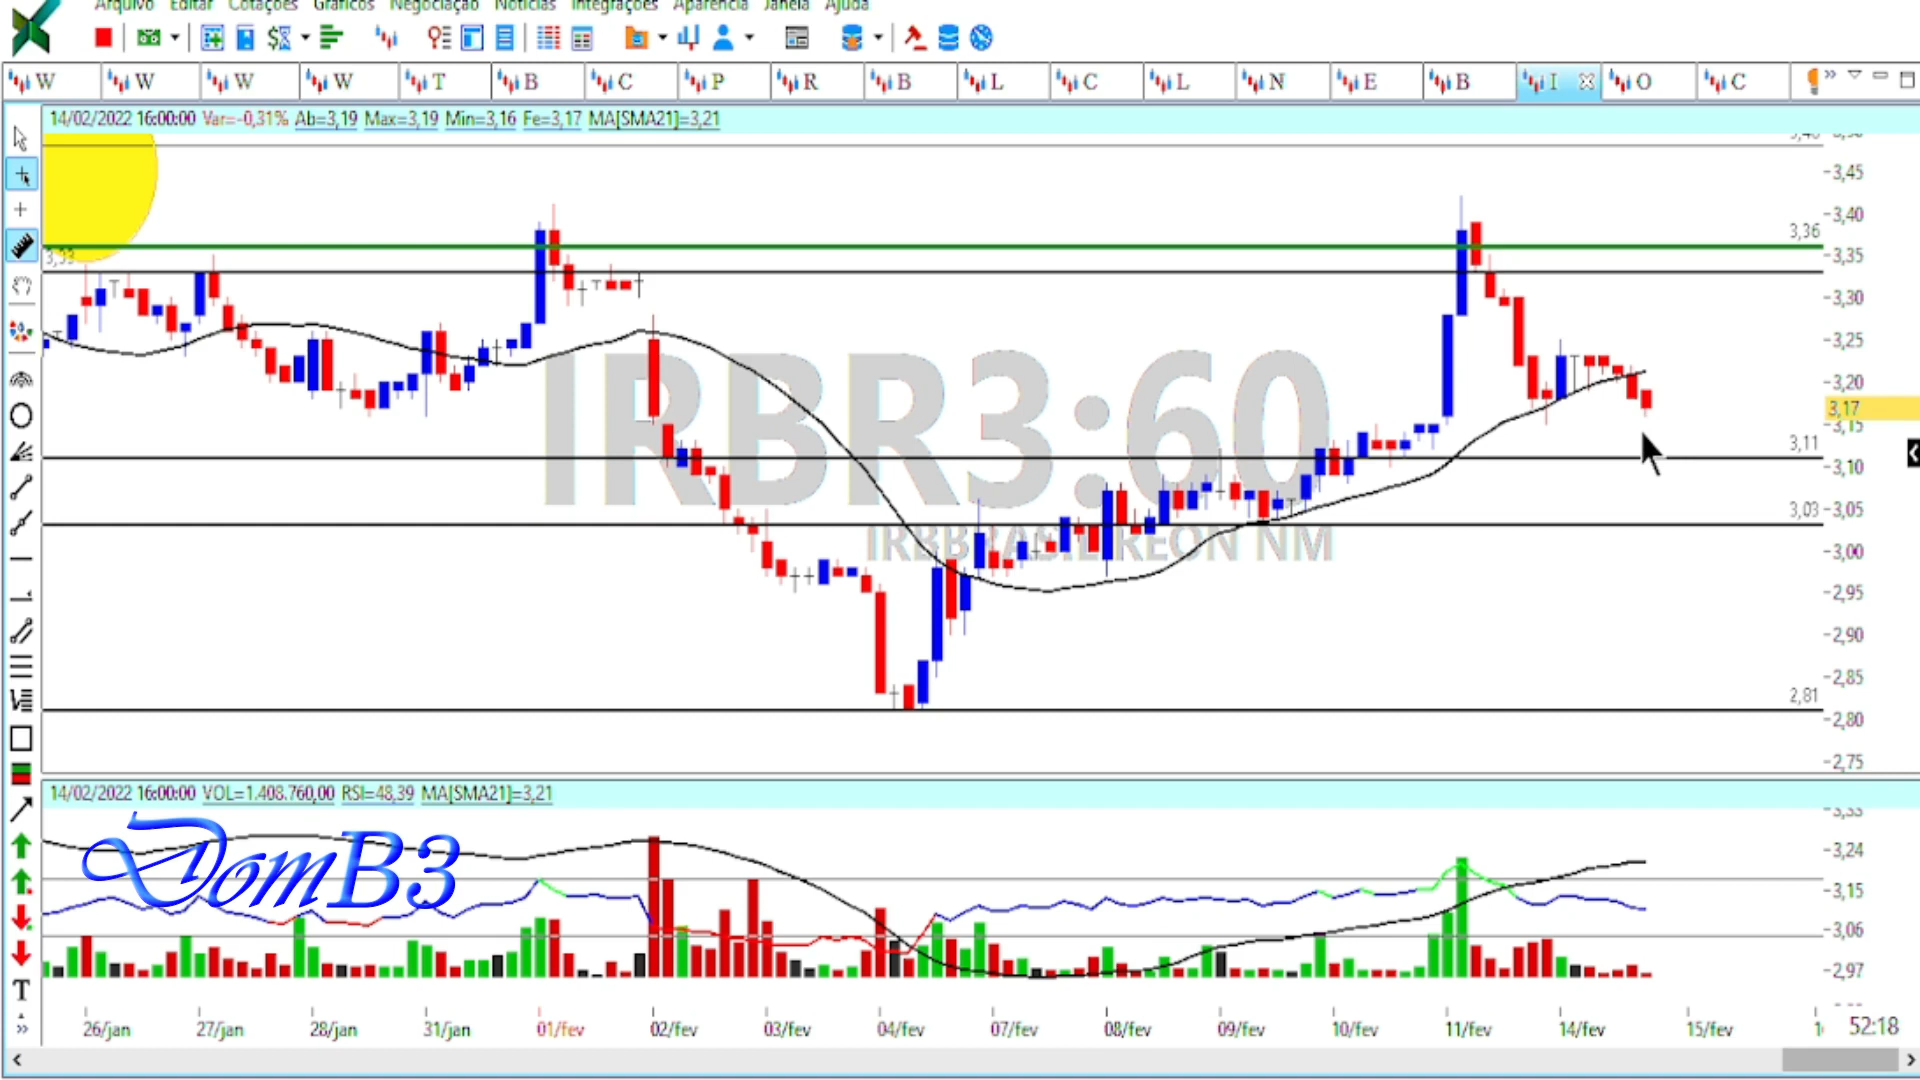 Arquivo Editar Cotações Gráficos Negociação Notícias Integrações Aparência Janela Ajuda
W W W W T B C P R B L C L N E B I O C
14/02/2022 16:00:00 Var=-0,31% Ab=3,19 Max=3,19 Min=3,16 Fe=3,17 MA[SMA21]=3,21
3,45
3,40
3,36
3,35
3,33
3,30
3,25
3,20
3,17
3,15
3,11
3,10
3,05
3,03
3,00
2,95
2,90
2,85
2,81
2,80
2,75
IRBR3:60
IRBBRASIL REON NM
14/02/2022 16:00:00 VOL=1.408.760,00 RSI=48,39 MA[SMA21]=3,21
DomB3
3,33
3,24
3,15
3,06
2,97
T
26/jan 27/jan 28/jan 31/jan 01/fev 02/fev 03/fev 04/fev 07/fev 08/fev 09/fev 10/fev 11/fev 14/fev 15/fev 52:18